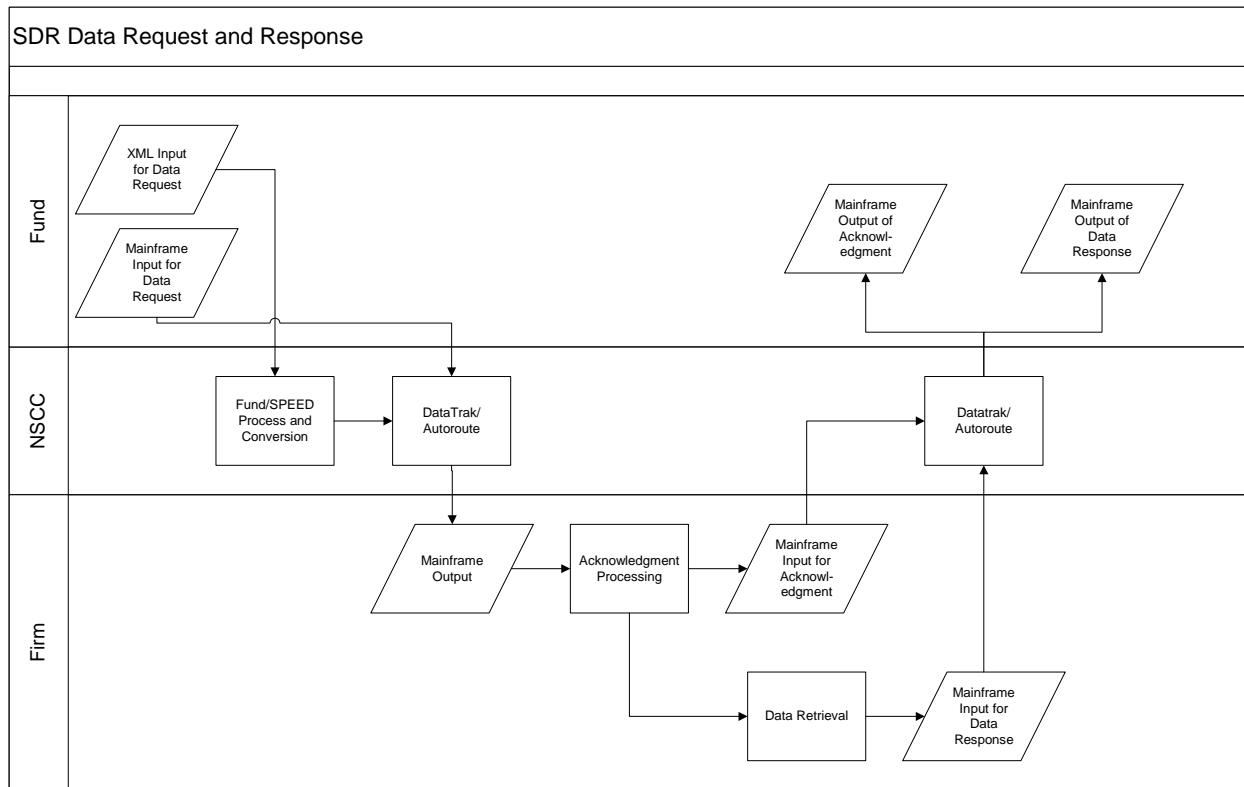 SDR Data Request and Response
Fund
XML Input
for Data
Request
Mainframe
Input for
Data
Request
Mainframe
Output of
Acknowl-
edgment
Mainframe
Output of
Data
Response
NSCC
Fund/SPEED
Process and
Conversion
DataTrak/
Autoroute
Datatrak/
Autoroute
Firm
Mainframe
Output
Acknowledgment
Processing
Mainframe
Input for
Acknowl-
edgment
Data Retrieval
Mainframe
Input for
Data
Response